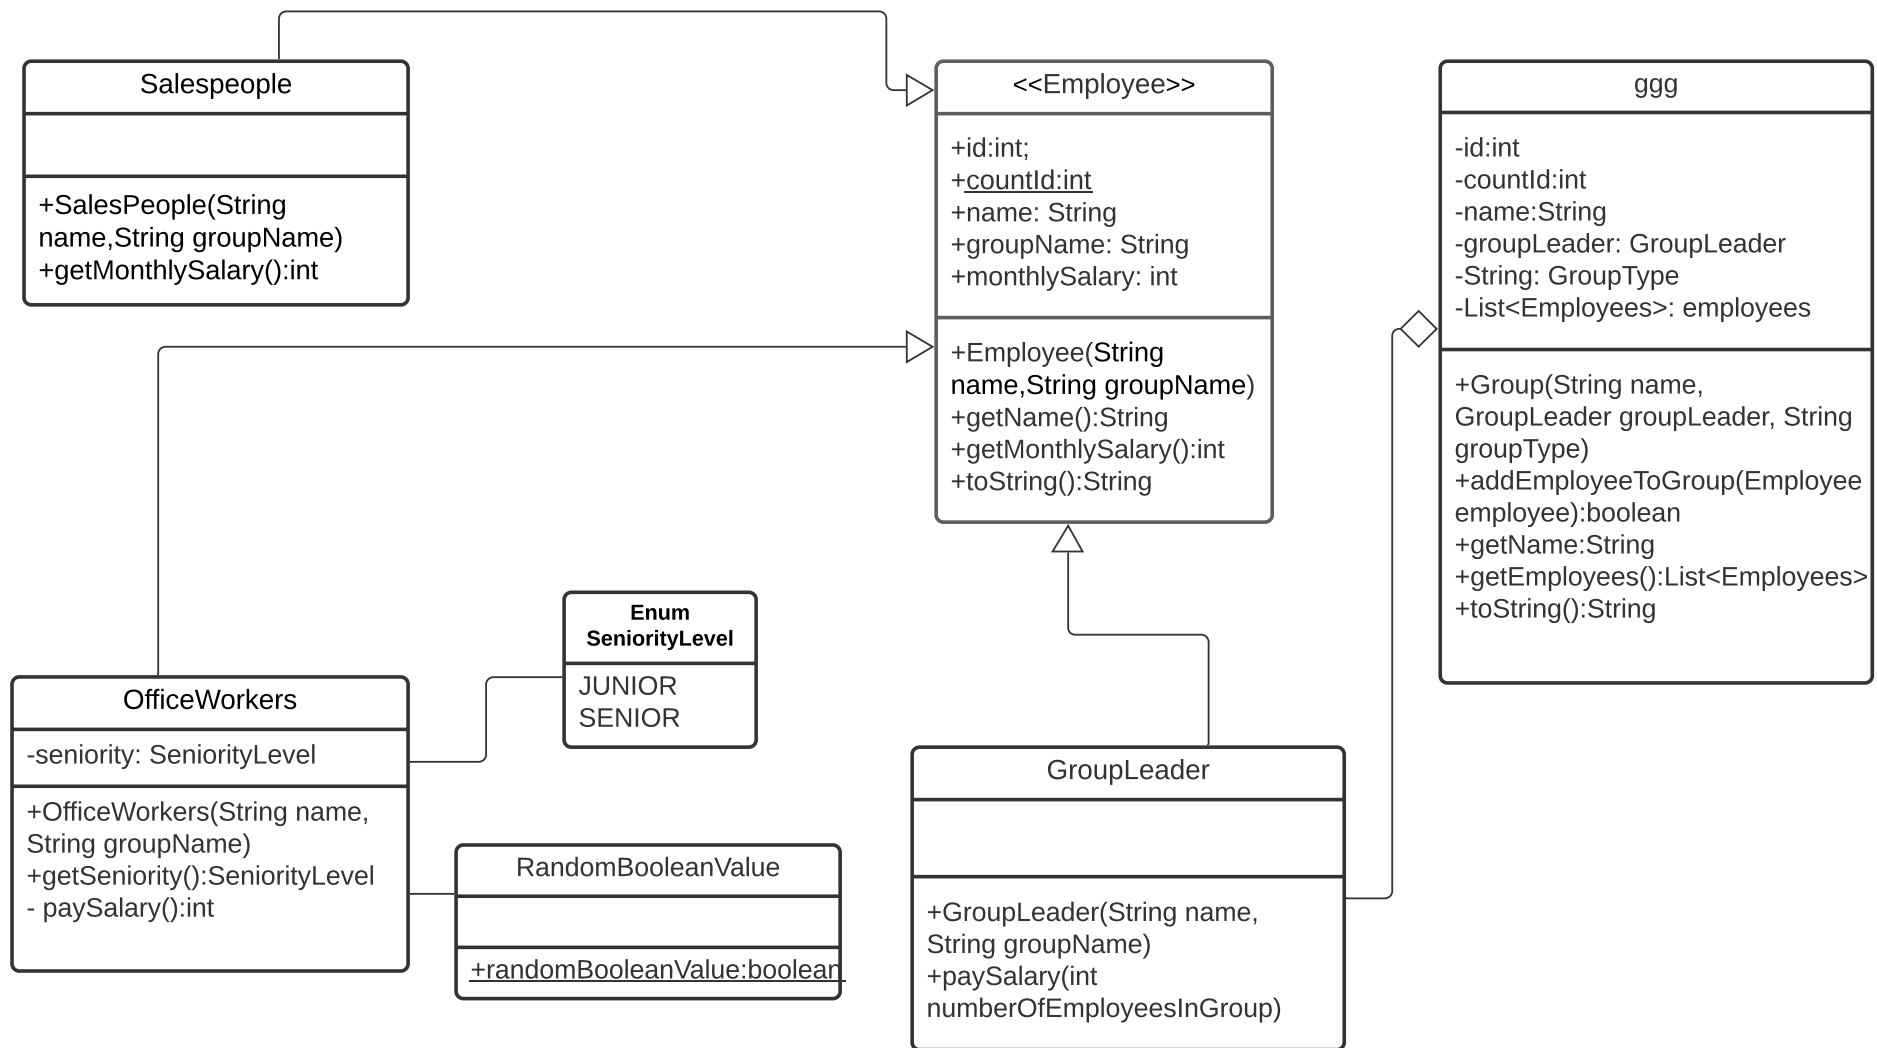 Salespeople
+SalesPeople(String
name,String groupName)
+getMonthlySalary():int
<<Employee>>
+id:int;
+countId:int
+name: String
+groupName: String
+monthlySalary: int
+Employee(String
name,String groupName)
+getName():String
+getMonthlySalary():int
+toString():String
ggg
-id:int
-countId:int
-name:String
-groupLeader: GroupLeader
-String: GroupType
-List<Employees>: employees
+Group(String name,
GroupLeader groupLeader, String
groupType)
+addEmployeeToGroup(Employee
employee):boolean
+getName:String
+getEmployees():List<Employees>
+toString():String
Enum
SeniorityLevel
JUNIOR
SENIOR
OfficeWorkers
-seniority: SeniorityLevel
+OfficeWorkers(String name,
String groupName)
+getSeniority():SeniorityLevel
- paySalary():int
RandomBooleanValue
+randomBooleanValue:boolean
GroupLeader
+GroupLeader(String name,
String groupName)
+paySalary(int
numberOfEmployeesInGroup)